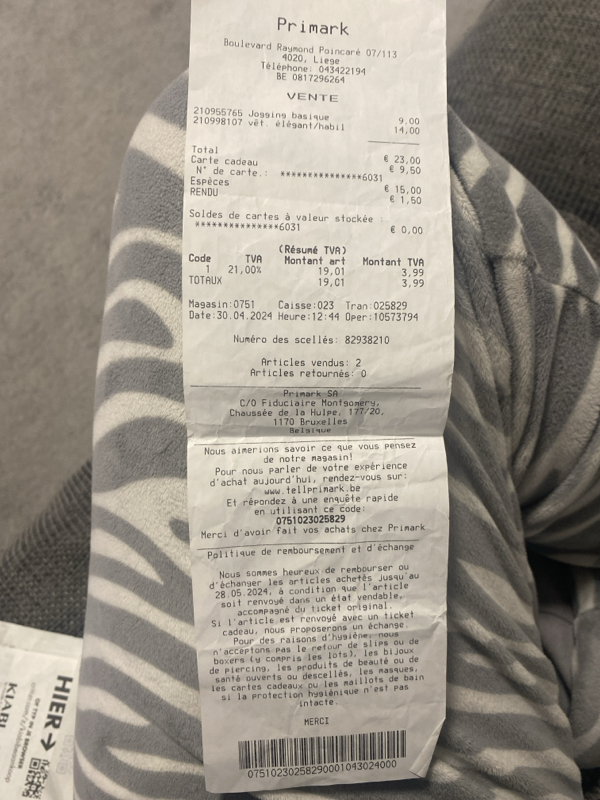 Primark
Boulevard Raymond Poincaré 07/113
4020, Liege
Téléphone: 043422194
BE 0817296264
VENTE
210955765 Jogging basique 9,00
210998107 vêt. élégant/habil 14,00
Total € 23,00
Carte cadeau € 9,50
N° de carte.: ***************6031
Espèces € 15,00
RENDU € 1,50
Soldes de cartes à valeur stockée :
***************6031 € 0,00
(Résumé TVA)
Code TVA Montant art Montant TVA
1 21,00% 19,01 3,99
TOTAUX 19,01 3,99
Magasin:0751 Caisse:023 Tran:025829
Date:30.04.2024 Heure:12:44 Oper:10573794
Numéro des scellés: 82938210
Articles vendus: 2
Articles retournés: 0
Primark SA
C/O Fiduciaire Montgomery,
Chaussée de la Hulpe, 177/20,
1170 Bruxelles
Belgique
Nous aimerions savoir ce que vous pensez
de notre magasin!
Pour nous parler de votre expérience
d'achat aujourd'hui, rendez-vous sur:
www.tellprimark.be
Et répondez à une enquête rapide
en utilisant ce code:
0751023025829
Merci d'avoir fait vos achats chez Primark
Politique de remboursement et d'échange
Nous sommes heureux de rembourser ou
d'échanger les articles achetés jusqu'au
28.05.2024, à condition que l'article
soit renvoyé dans un état vendable,
accompagné du ticket original.
Si l'article est renvoyé avec un ticket
cadeau, nous proposerons un échange.
Pour des raisons d'hygiène, nous
n'acceptons pas le retour de slips ou de
boxers (y compris les lots), les bijoux
de piercing, les produits de beauté ou de
santé ouverts ou descellés, les masques,
les cartes cadeaux ou les maillots de bain
si la protection hygiénique n'est pas
intacte.
MERCI
07510230258290001043024000
HIER →
KIABI